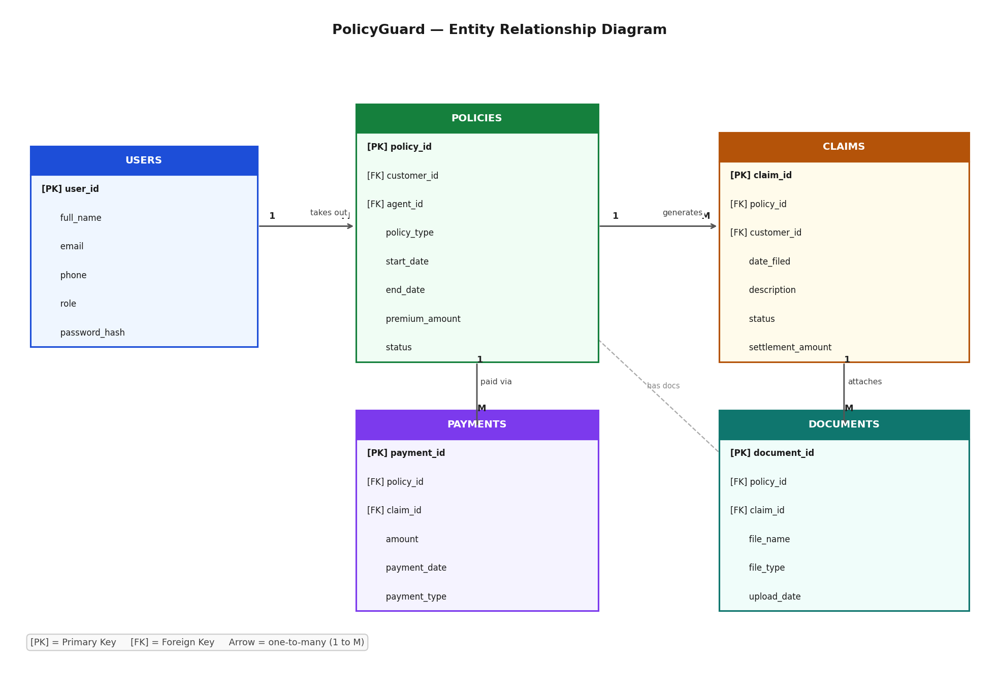 PolicyGuard — Entity Relationship Diagram
USERS
[PK] user_id
full_name
email
phone
role
password_hash
1
takes out
POLICIES
[PK] policy_id
[FK] customer_id
[FK] agent_id
policy_type
start_date
end_date
premium_amount
status
1
generates
M
CLAIMS
[PK] claim_id
[FK] policy_id
[FK] customer_id
date_filed
description
status
settlement_amount
1
paid via
M
has docs
1
attaches
M
PAYMENTS
[PK] payment_id
[FK] policy_id
[FK] claim_id
amount
payment_date
payment_type
DOCUMENTS
[PK] document_id
[FK] policy_id
[FK] claim_id
file_name
file_type
upload_date
[PK] = Primary Key [FK] = Foreign Key Arrow = one-to-many (1 to M)